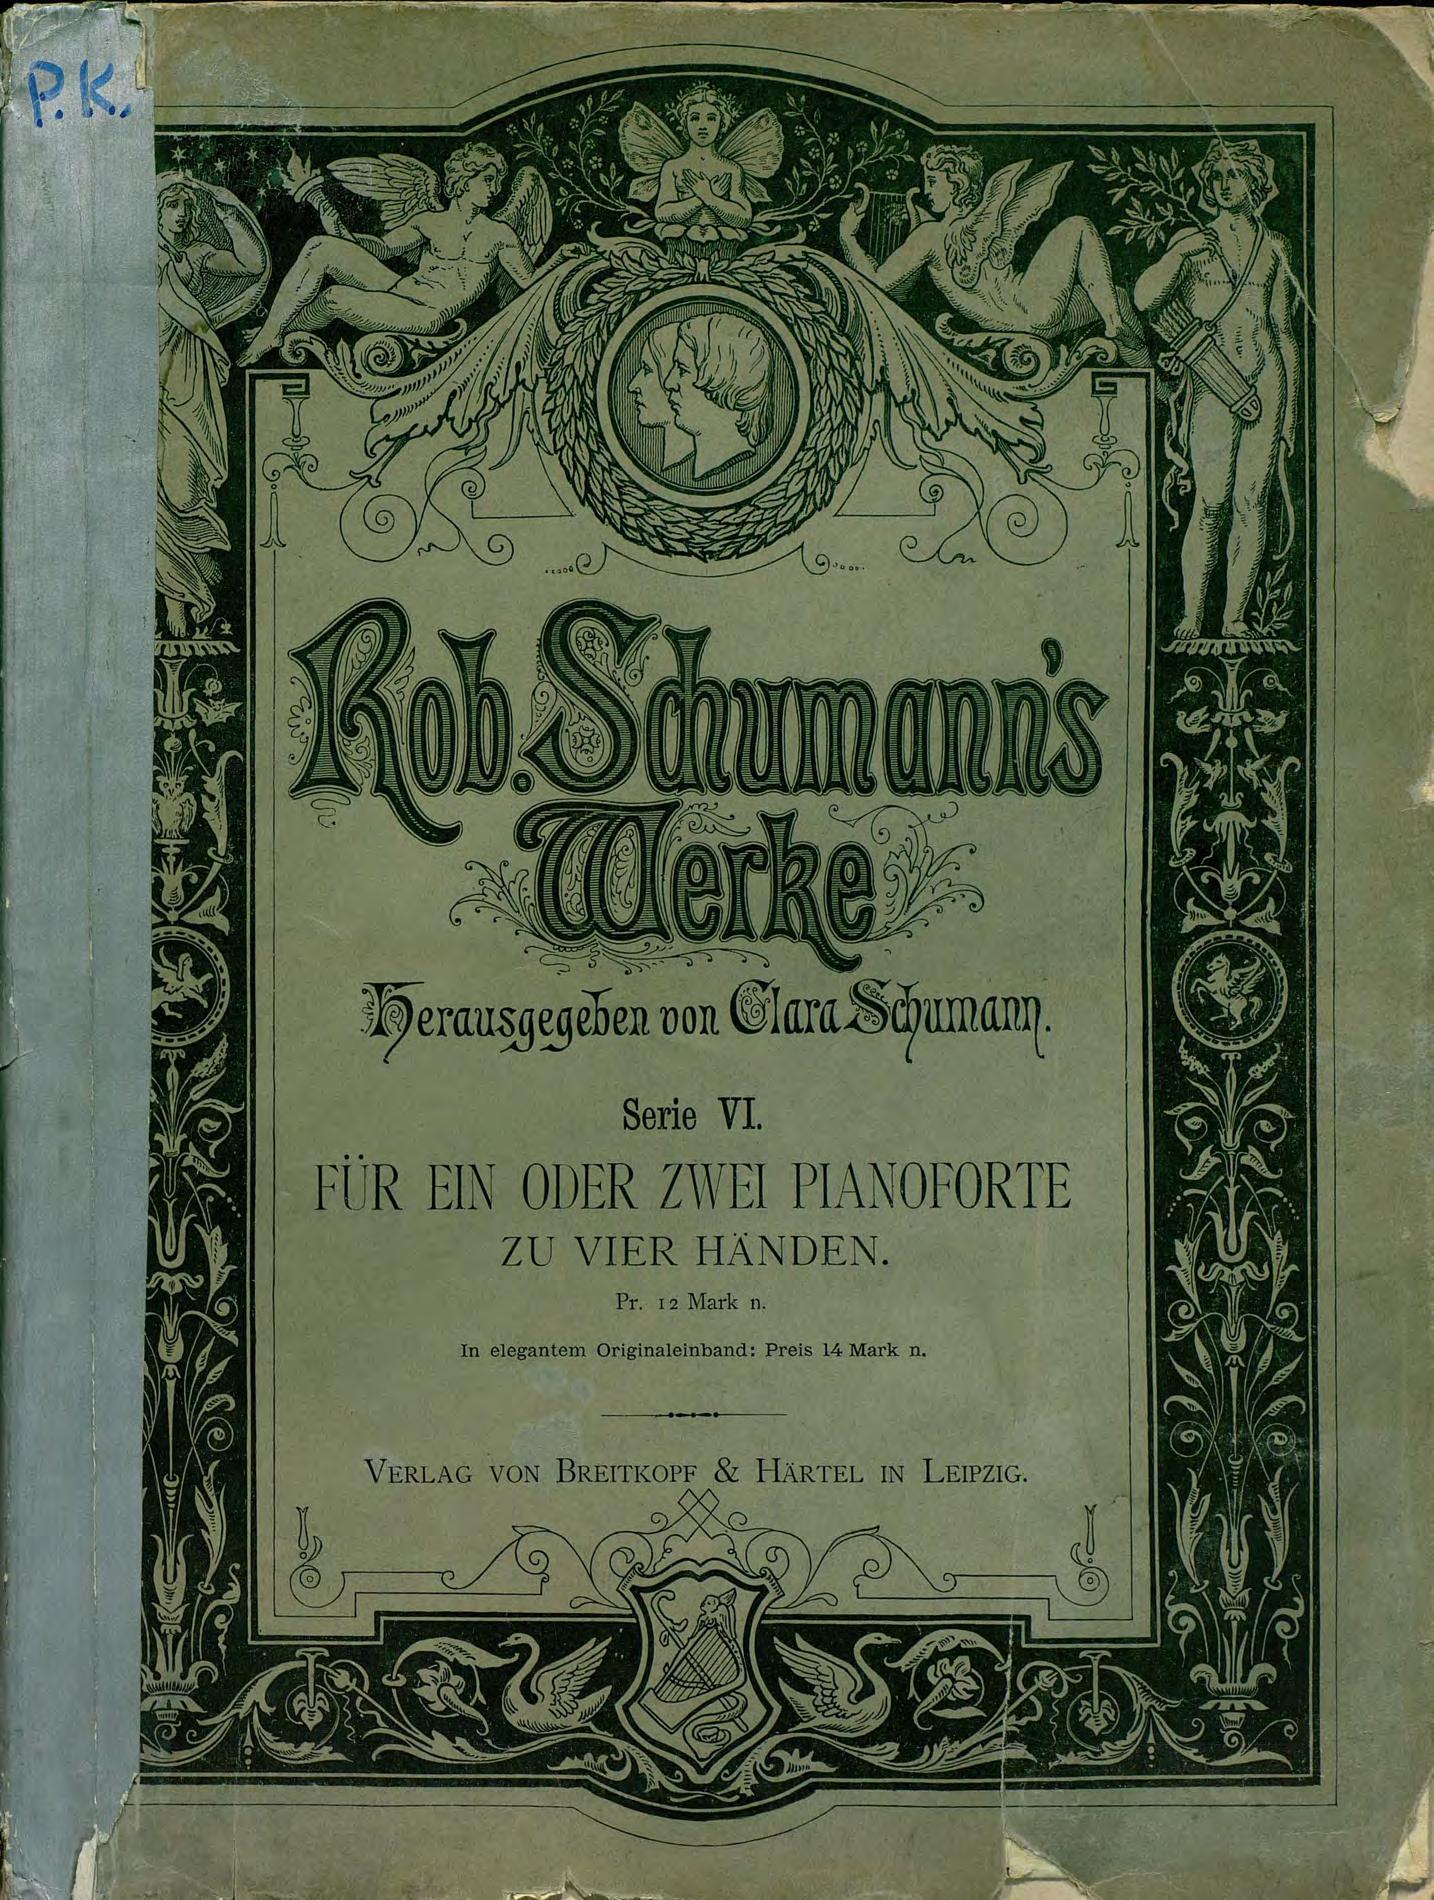 P. K.
Rob. Schumann's
Werke
Herausgegeben von Clara Schumann.
Serie VI.
FÜR EIN ODER ZWEI PIANOFORTE
ZU VIER HÄNDEN.
Pr. 12 Mark n.
In elegantem Originaleinband: Preis 14 Mark n.
VERLAG VON BREITKOPF & HÄRTEL IN LEIPZIG.